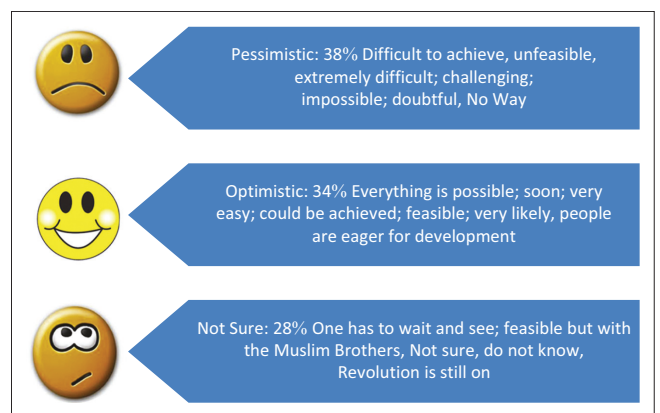 Pessimistic: 38% Difficult to achieve, unfeasible,
extremely difficult; challenging;
impossible; doubtful, No Way
Optimistic: 34% Everything is possible; soon; very
easy; could be achieved; feasible; very likely, people
are eager for development
Not Sure: 28% One has to wait and see; feasible but with
the Muslim Brothers, Not sure, do not know,
Revolution is still on